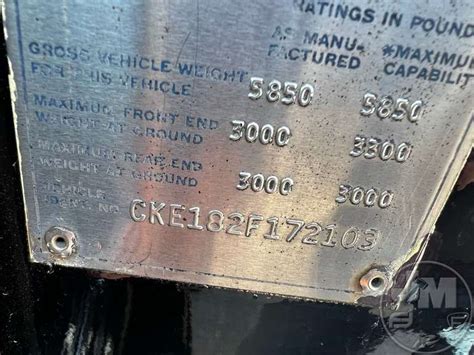 RATINGS IN POUND
AS MANU- *MAXIMUM
FACTURED CAPABILIT
GROSS VEHICLE WEIGHT
FOR THIS VEHICLE 5850 5850
MAXIMUM FRONT END
WEIGHT AT GROUND 3000 3300
MAXIMUM REAR END
WEIGHT AT GROUND 3000 3000
VEHICLE
IDENT. NO. CKE182F172103
M